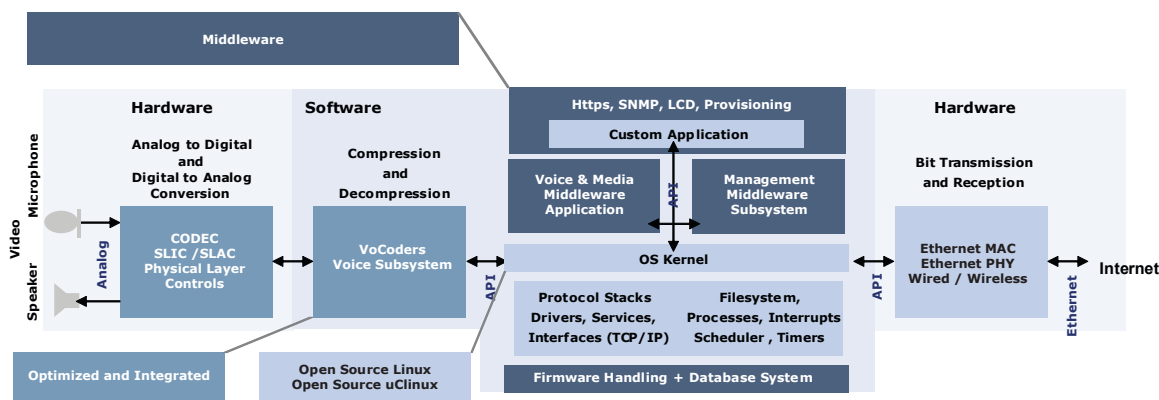 Middleware
Hardware
Software
Hardware
Https, SNMP, LCD, Provisioning
Custom Application
Analog to Digital
and
Digital to Analog
Conversion
Compression
and
Decompression
Voice & Media
Middleware
Application
API
Management
Middleware
Subsystem
Bit Transmission
and Reception
Video
Microphone
Speaker
Analog
CODEC
SLIC /SLAC
Physical Layer
Controls
VoCoders
Voice Subsystem
API
OS Kernel
API
Ethernet MAC
Ethernet PHY
Wired / Wireless
Ethernet
Internet
Protocol Stacks
Drivers, Services,
Interfaces (TCP/IP)
Filesystem,
Processes, Interrupts
Scheduler , Timers
Optimized and Integrated
Open Source Linux
Open Source uClinux
Firmware Handling + Database System